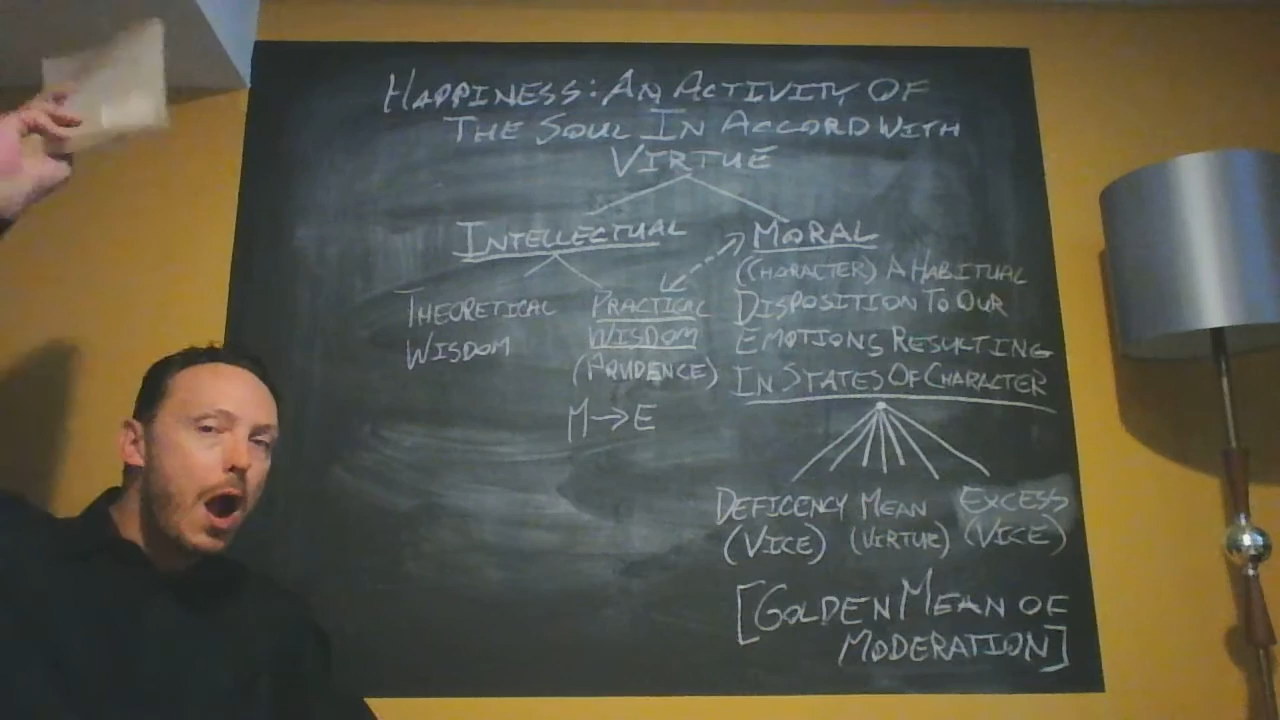 HAPPINESS: AN ACTIVITY OF
THE SOUL IN ACCORD WITH
VIRTUE
INTELLECTUAL
MORAL
(CHARACTER) A HABITUAL
DISPOSITION TO OUR
EMOTIONS RESULTING
IN STATES OF CHARACTER
THEORETICAL
WISDOM
PRACTICAL
WISDOM
(PRUDENCE)
M→E
DEFICENCY MEAN EXCESS
(VICE) (VIRTUE) (VICE)
[GOLDEN MEAN OF
MODERATION]